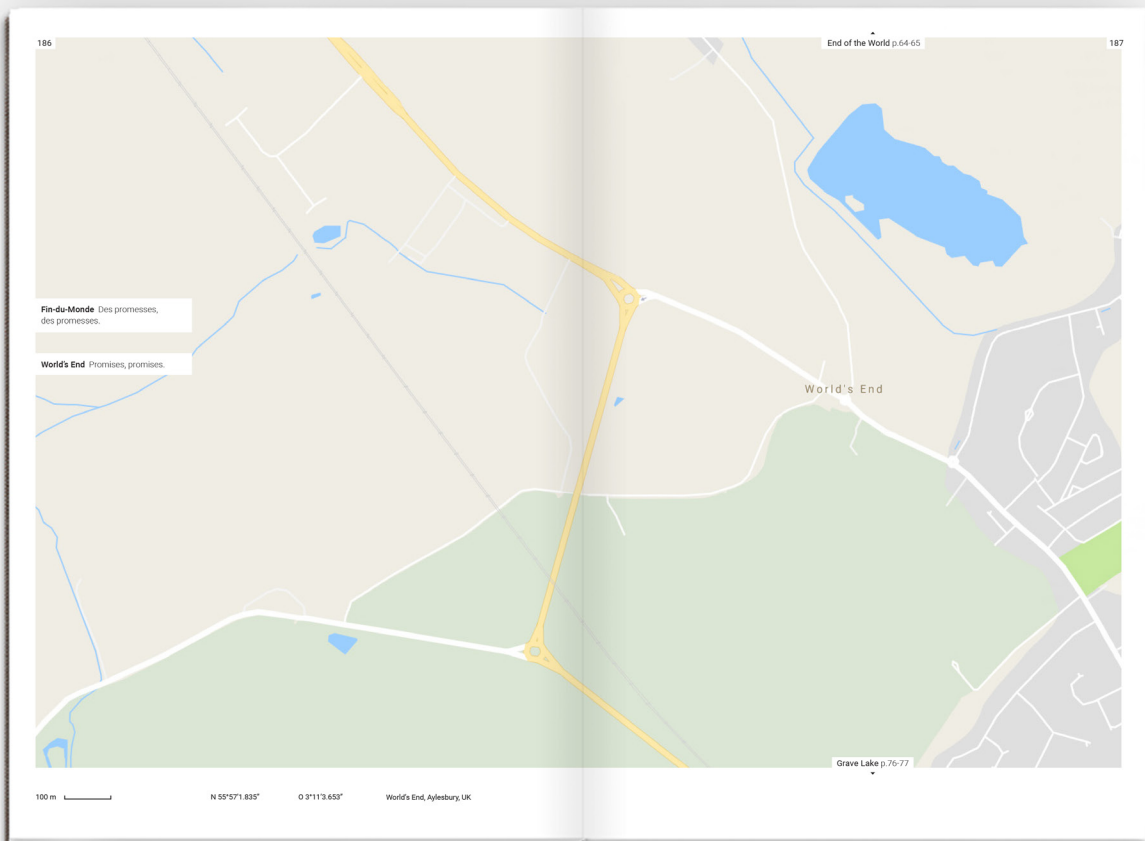 186
End of the World p.64-65
187
Fin-du-Monde Des promesses,
des promesses.
World's End Promises, promises.
World's End
Grave Lake p.76-77
100 m
N 55°57'1.835"
O 3°11'3.653"
World's End, Aylesbury, UK